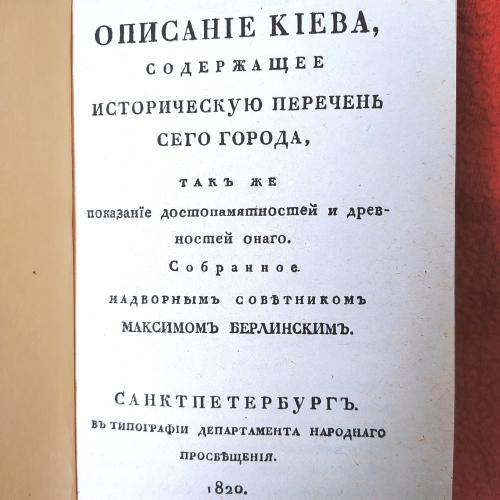 ОПИСАНІЕ КІЕВА,
СОДЕРЖАЩЕЕ
ИСТОРИЧЕСКУЮ ПЕРЕЧЕНЬ
СЕГО ГОРОДА,
ТАКЪ ЖЕ
показанїе достопамятностей и древ-
ностей онаго.
Собранное
НАДВОРНЫМЪ СОВѢТНИКОМЪ
МАКСИМОМЪ БЕРЛИНСКИМЪ.
САНКТПЕТЕРБУРГЪ.
ВЪ ТИПОГРАФІИ ДЕПАРТАМЕНТА НАРОДНАГО
ПРОСВѢЩЕНІЯ.
1820.